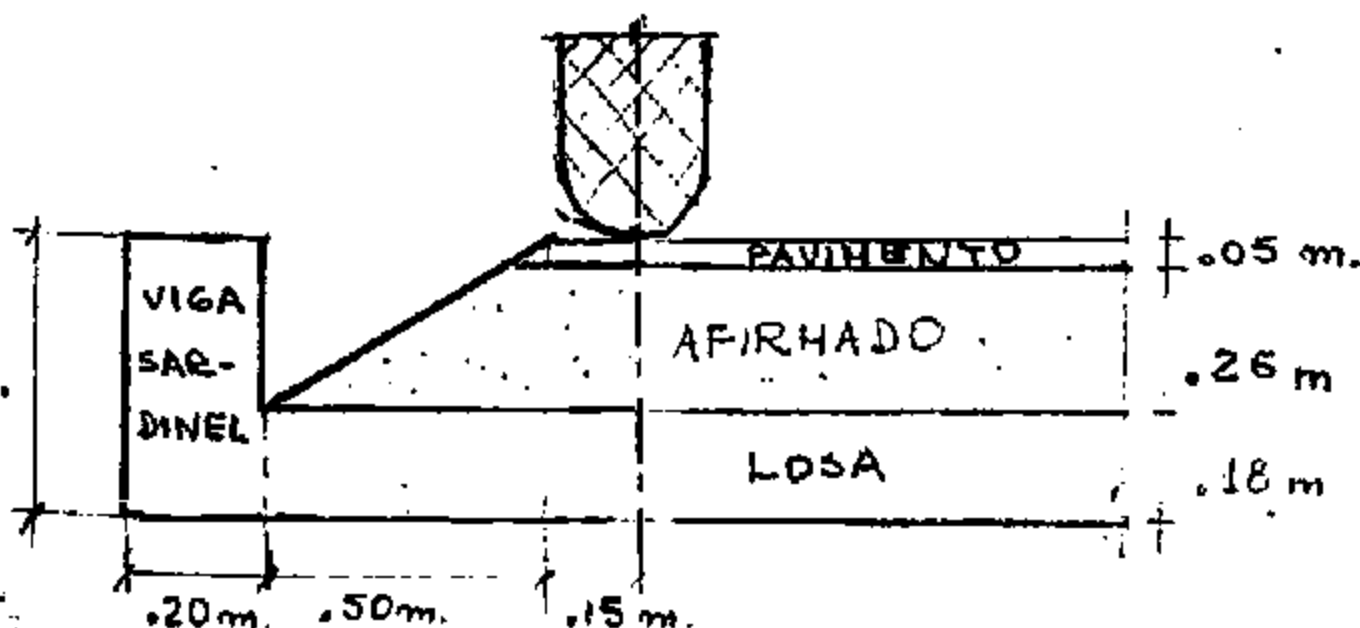 VIGA
SAR-
DINEL
PAVIMENTO
AFIRMADO
LOSA
.05 m.
.26 m
.18 m
.20 m.
.50 m.
.15 m.